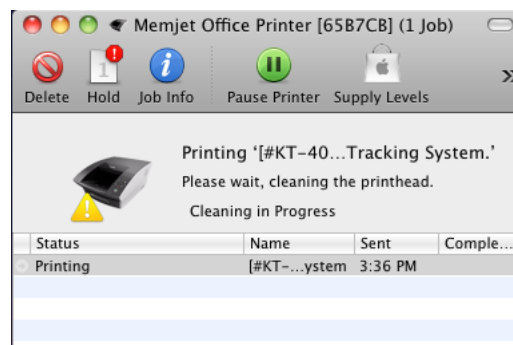 Memjet Office Printer [65B7CB] (1 Job)
Delete Hold Job Info Pause Printer Supply Levels
Printing ‘[#KT-40...Tracking System.’
Please wait, cleaning the printhead.
Cleaning in Progress
Status Name Sent Comple...
Printing [#KT-...ystem 3:36 PM